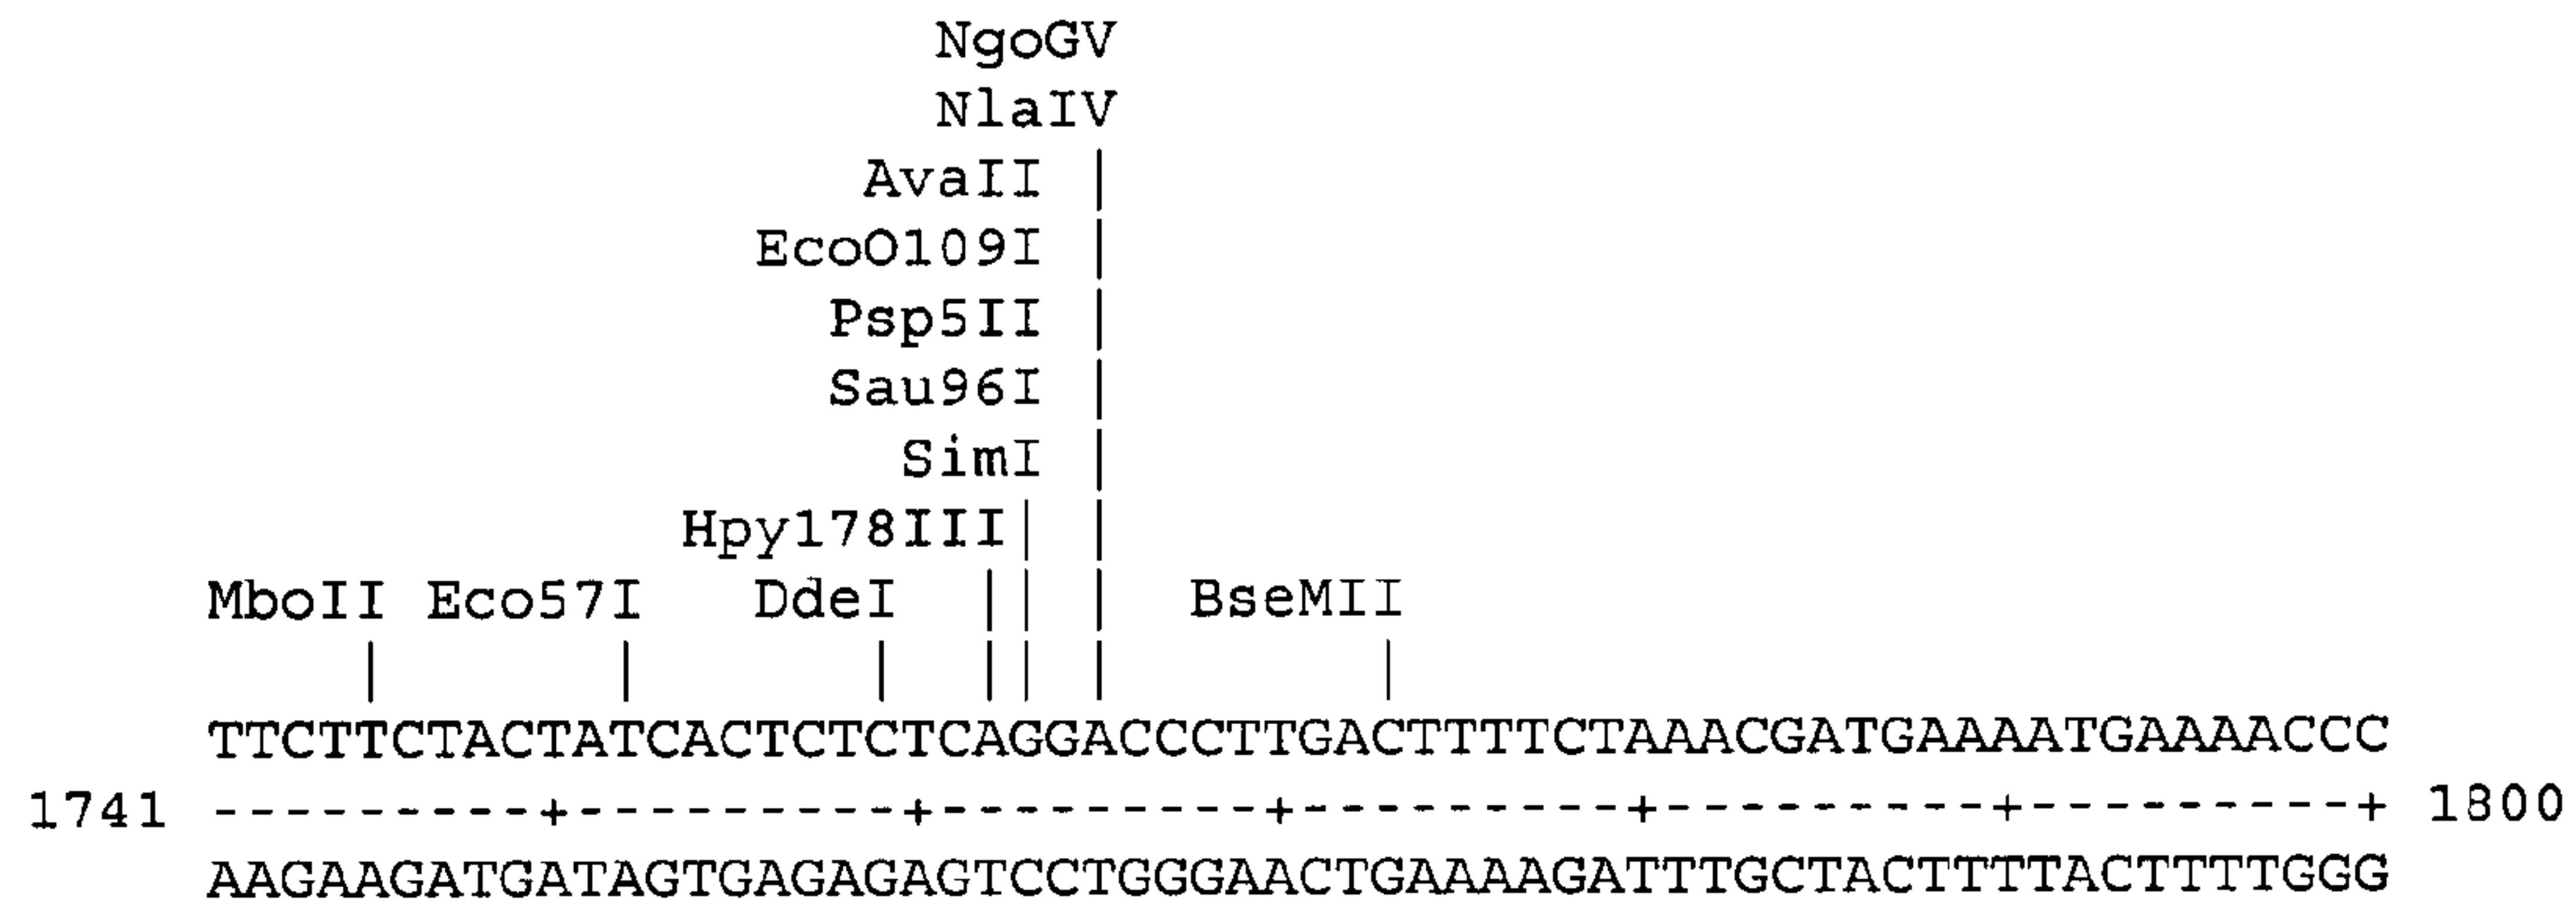 NgoGV
NlaIV
AvaII |
EcoO109I |
Psp5II |
Sau96I |
SimI |
Hpy178III | |
MboII Eco57I DdeI | | | BseMII
| | | | | | |
TTCTTCTACTATCACTCTCTCAGGACCCTTGACTTTTCTAAACGATGAAAATGAAAACCC
1741 ---------+---------+---------+---------+---------+---------+ 1800
AAGAAGATGATAGTGAGAGAGTCCTGGGAACTGAAAAGATTTGCTACTTTTACTTTTGGG